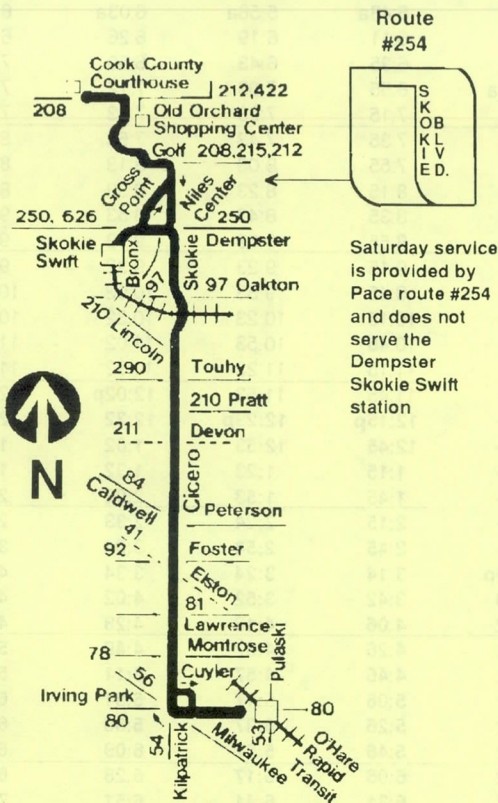 Route
#254
Cook County
Courthouse
212,422
208
Old Orchard
Shopping Center
Golf 208,215,212
SKOKIE
BLVD.
Gross
Point
Niles
Center
250, 626
250
Skokie
Swift
Bronx
97
Skokie
Dempster
97 Oakton
210 Lincoln
Saturday service
is provided by
Pace route #254
and does not
serve the
Dempster
Skokie Swift
station
290
Touhy
210 Pratt
211
Devon
N
84
Caldwell
Cicero
Peterson
41
92
Foster
Elston
81
Lawrence
78
Montrose
56
Cuyler
Pulaski
Irving Park
80
80
54
Kilpatrick
Milwaukee
53
O'Hare
Rapid
Transit